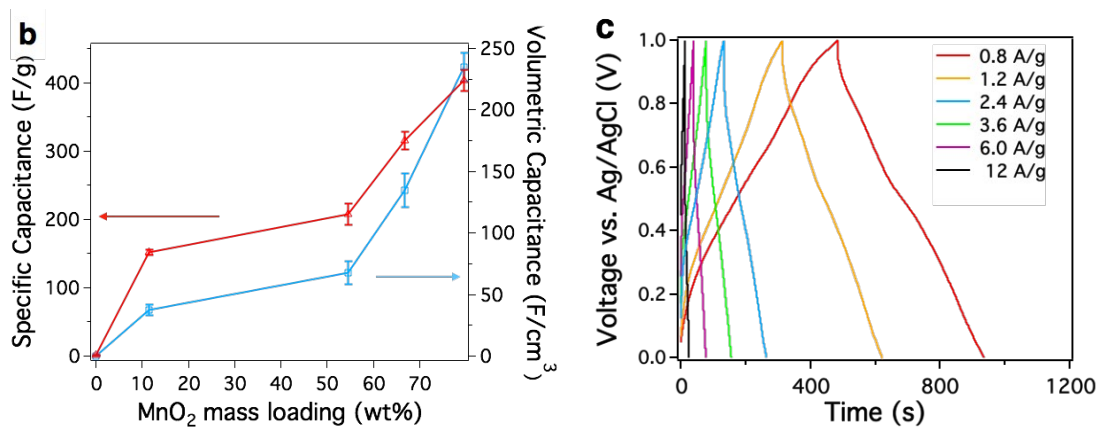 b
Specific Capacitance (F/g)
400
300
200
100
0
0 10 20 30 40 50 60 70
MnO2 mass loading (wt%)
250
200
150
100
50
0
Volumetric Capacitance (F/cm3)
c
Voltage vs. Ag/AgCl (V)
1.0
0.8
0.6
0.4
0.2
0.0
0 400 800 1200
Time (s)
0.8 A/g
1.2 A/g
2.4 A/g
3.6 A/g
6.0 A/g
12 A/g